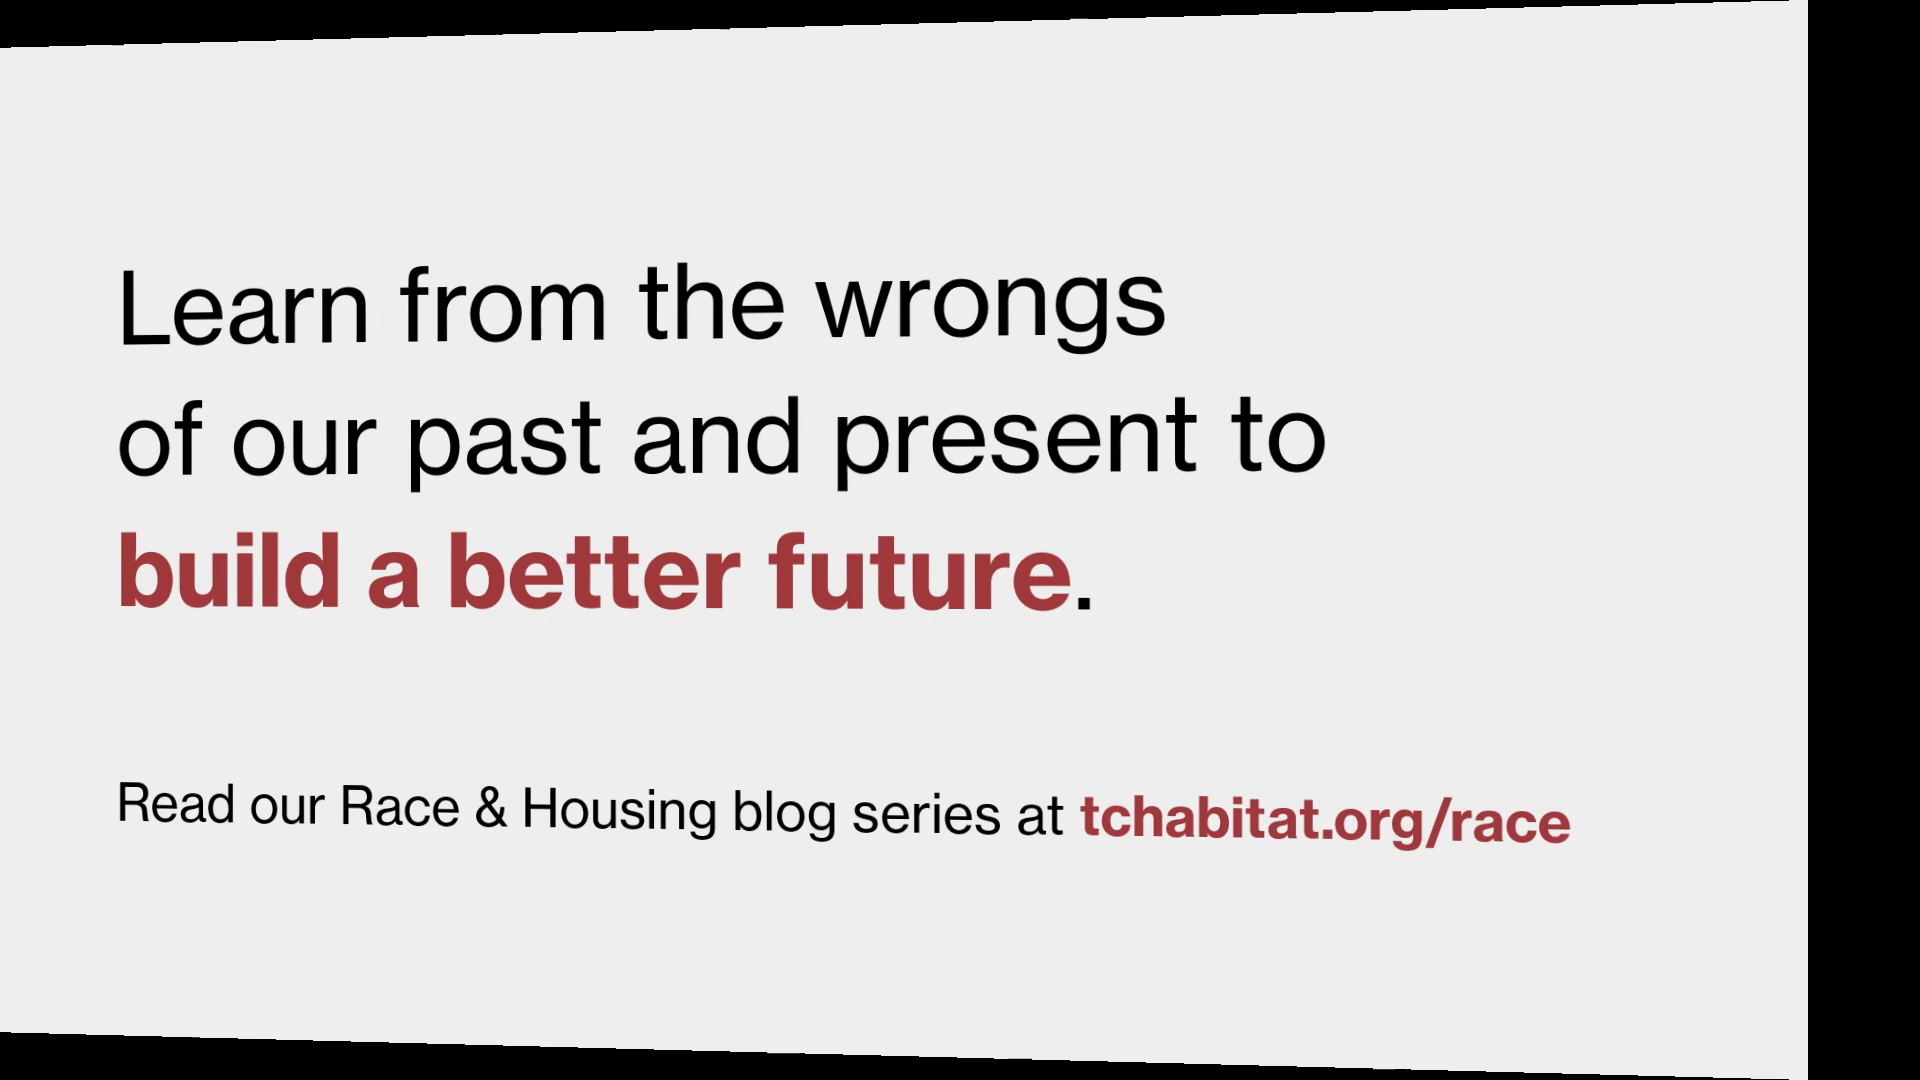 Learn from the wrongs
of our past and present to
build a better future.
Read our Race & Housing blog series at tchabitat.org/race